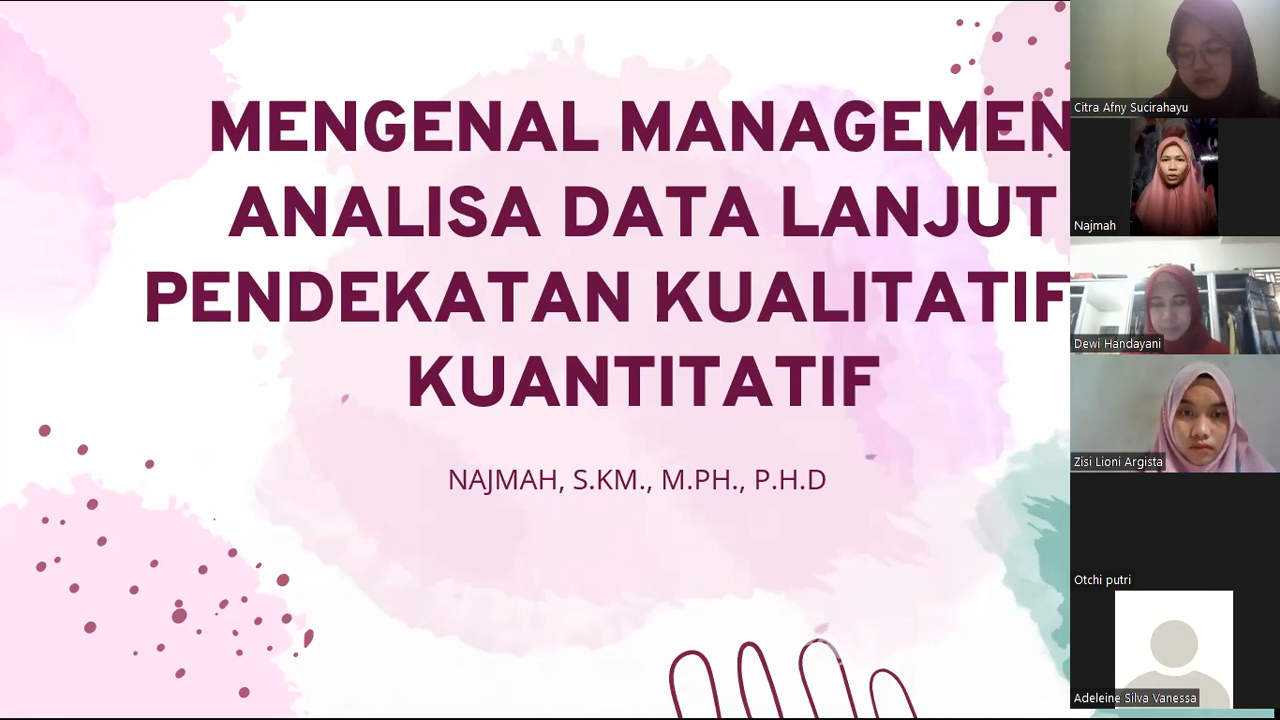 MENGENAL MANAGEMEN
ANALISA DATA LANJUT
PENDEKATAN KUALITATIF
KUANTITATIF
NAJMAH, S.KM., M.PH., P.H.D
Citra Afny Sucirahayu
Najmah
Dewi Handayani
Zisi Lioni Argista
Otchi putri
Adeleine Silva Vanessa